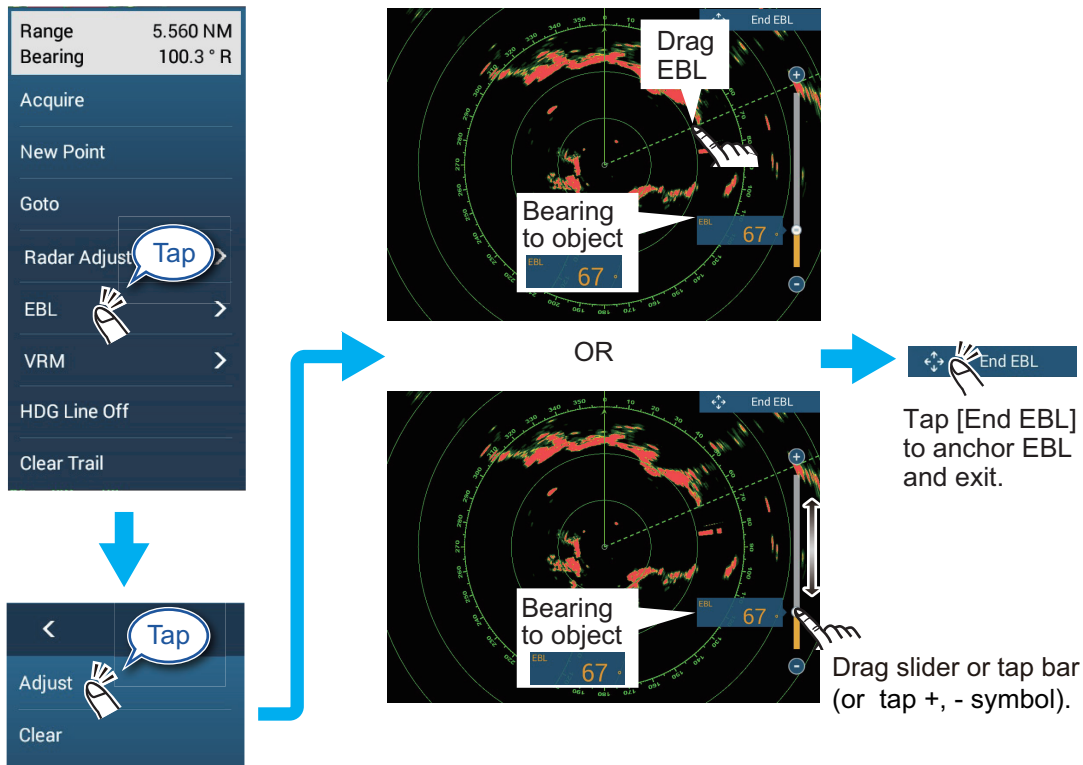 Range 5.560 NM
Bearing 100.3 ° R
Acquire
New Point
Goto
Radar Adjust
Tap
EBL
VRM
HDG Line Off
Clear Trail
Tap
Adjust
Clear
End EBL
Drag
EBL
Bearing
to object
EBL
67 °
EBL
67 °
OR
End EBL
Bearing
to object
EBL
67 °
EBL
67 °
Drag slider or tap bar
(or tap +, - symbol).
End EBL
Tap [End EBL]
to anchor EBL
and exit.